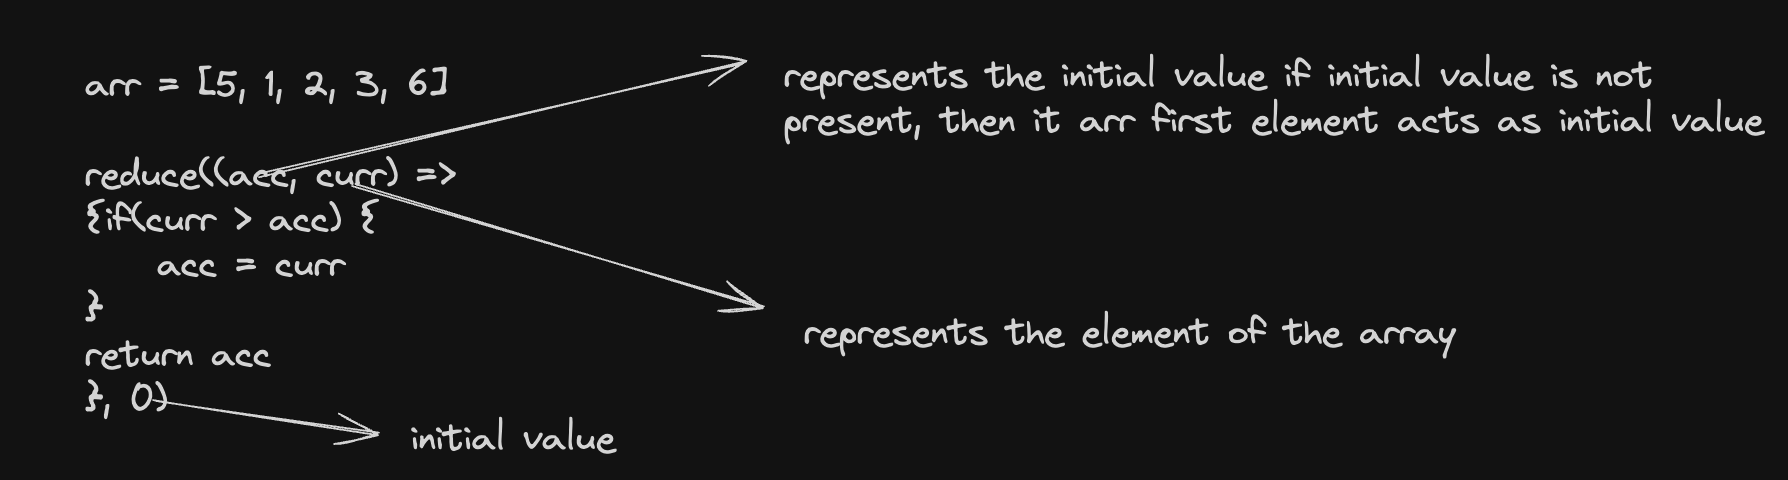 arr = [5, 1, 2, 3, 6]
represents the initial value if initial value is not
present, then it arr first element acts as initial value
reduce((acc, curr) =>
{if(curr > acc) {
acc = curr
}
return acc
}, 0)
represents the element of the array
initial value